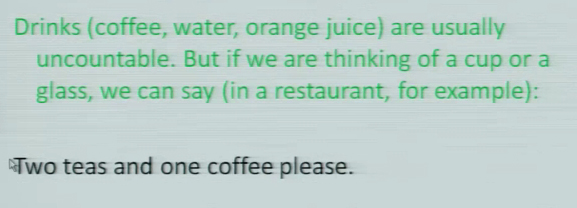 Drinks (coffee, water, orange juice) are usually
uncountable. But if we are thinking of a cup or a
glass, we can say (in a restaurant, for example):
Two teas and one coffee please.